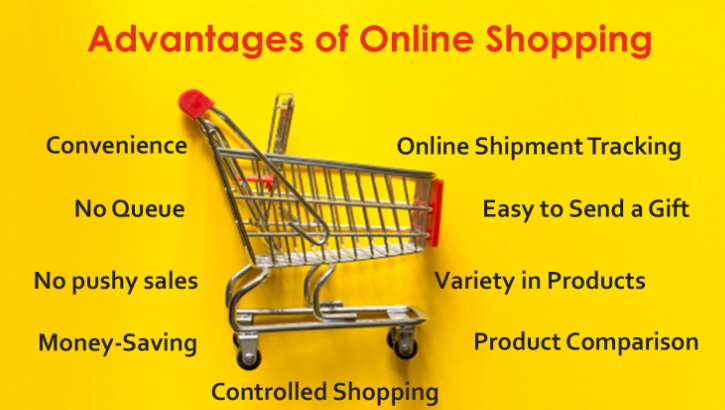 Advantages of Online Shopping
Convenience
Online Shipment Tracking
No Queue
Easy to Send a Gift
No pushy sales
Variety in Products
Money-Saving
Product Comparison
Controlled Shopping